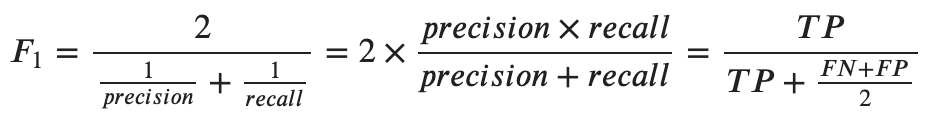 F₁ = 2 / (1/precision + 1/recall) = 2 × (precision × recall)/(precision + recall) = TP / (TP + (FN+FP)/2)